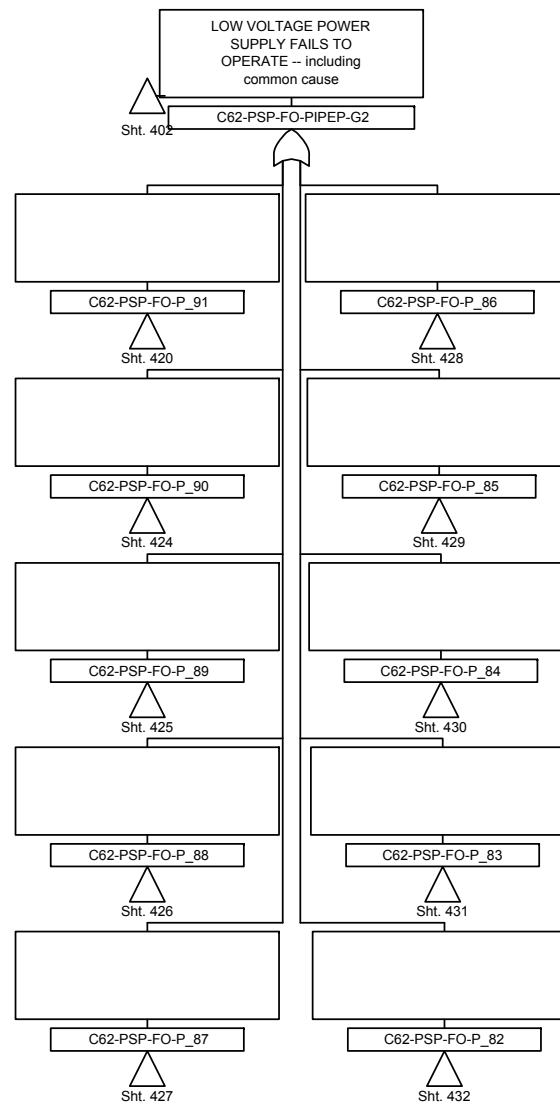 LOW VOLTAGE POWER
SUPPLY FAILS TO
OPERATE -- including
common cause
Sht. 402
C62-PSP-FO-PIPEP-G2
C62-PSP-FO-P_91
Sht. 420
C62-PSP-FO-P_86
Sht. 428
C62-PSP-FO-P_90
Sht. 424
C62-PSP-FO-P_85
Sht. 429
C62-PSP-FO-P_89
Sht. 425
C62-PSP-FO-P_84
Sht. 430
C62-PSP-FO-P_88
Sht. 426
C62-PSP-FO-P_83
Sht. 431
C62-PSP-FO-P_87
Sht. 427
C62-PSP-FO-P_82
Sht. 432